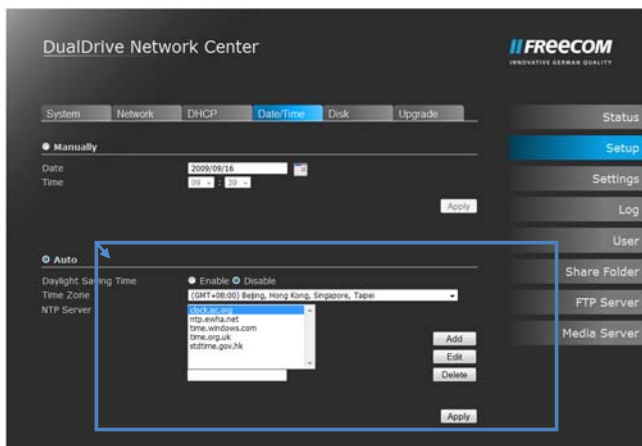 DualDrive Network Center
FREECOM
INNOVATIVE GERMAN QUALITY
System Network DHCP Date/Time Disk Upgrade
Status
Setup
Settings
Log
User
Share Folder
FTP Server
Media Server
Manually
Date 2009/09/16
Time 09 : 39
Apply
Auto
Daylight Saving Time Enable Disable
Time Zone (GMT+08:00) Beijing, Hong Kong, Singapore, Taipei
NTP Server clock.isc.org
ntp.ewha.net
time.windows.com
time.org.uk
stdtime.gov.hk
Add
Edit
Delete
Apply